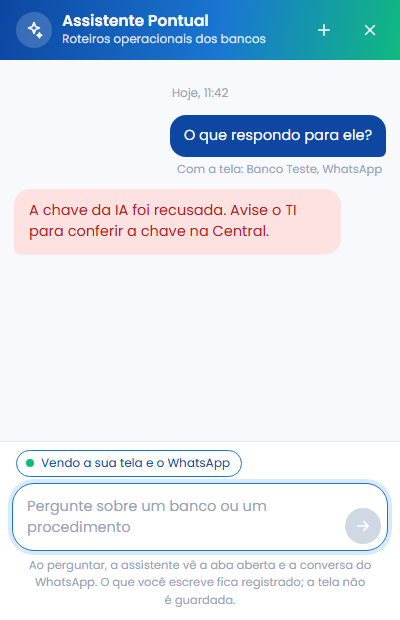 Assistente Pontual
Roteiros operacionais dos bancos
Hoje, 11:42
O que respondo para ele?
Com a tela: Banco Teste, WhatsApp
A chave da IA foi recusada. Avise o TI
para conferir a chave na Central.
Vendo a sua tela e o WhatsApp
Pergunte sobre um banco ou um
procedimento
Ao perguntar, a assistente vê a aba aberta e a conversa do
WhatsApp. O que você escreve fica registrado; a tela não
é guardada.